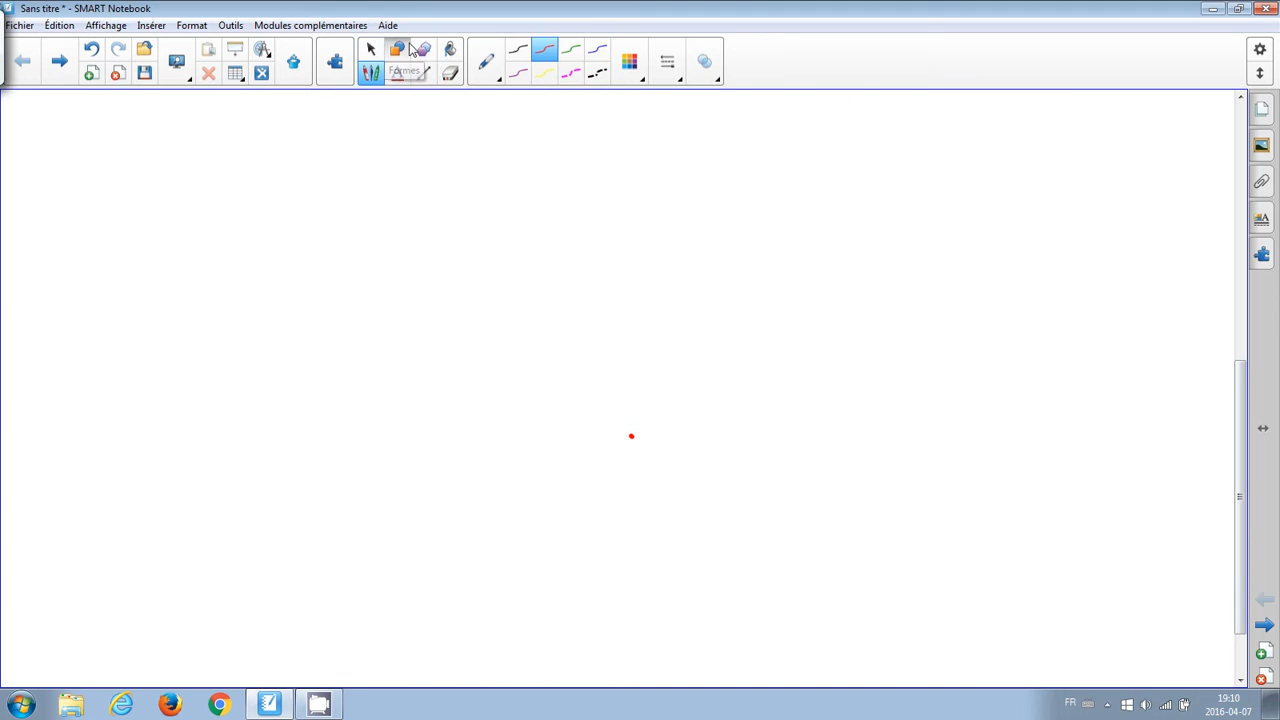 Sans titre * - SMART Notebook
Fichier Édition Affichage Insérer Format Outils Modules complémentaires Aide
Formes
FR
19:10
2016-04-07